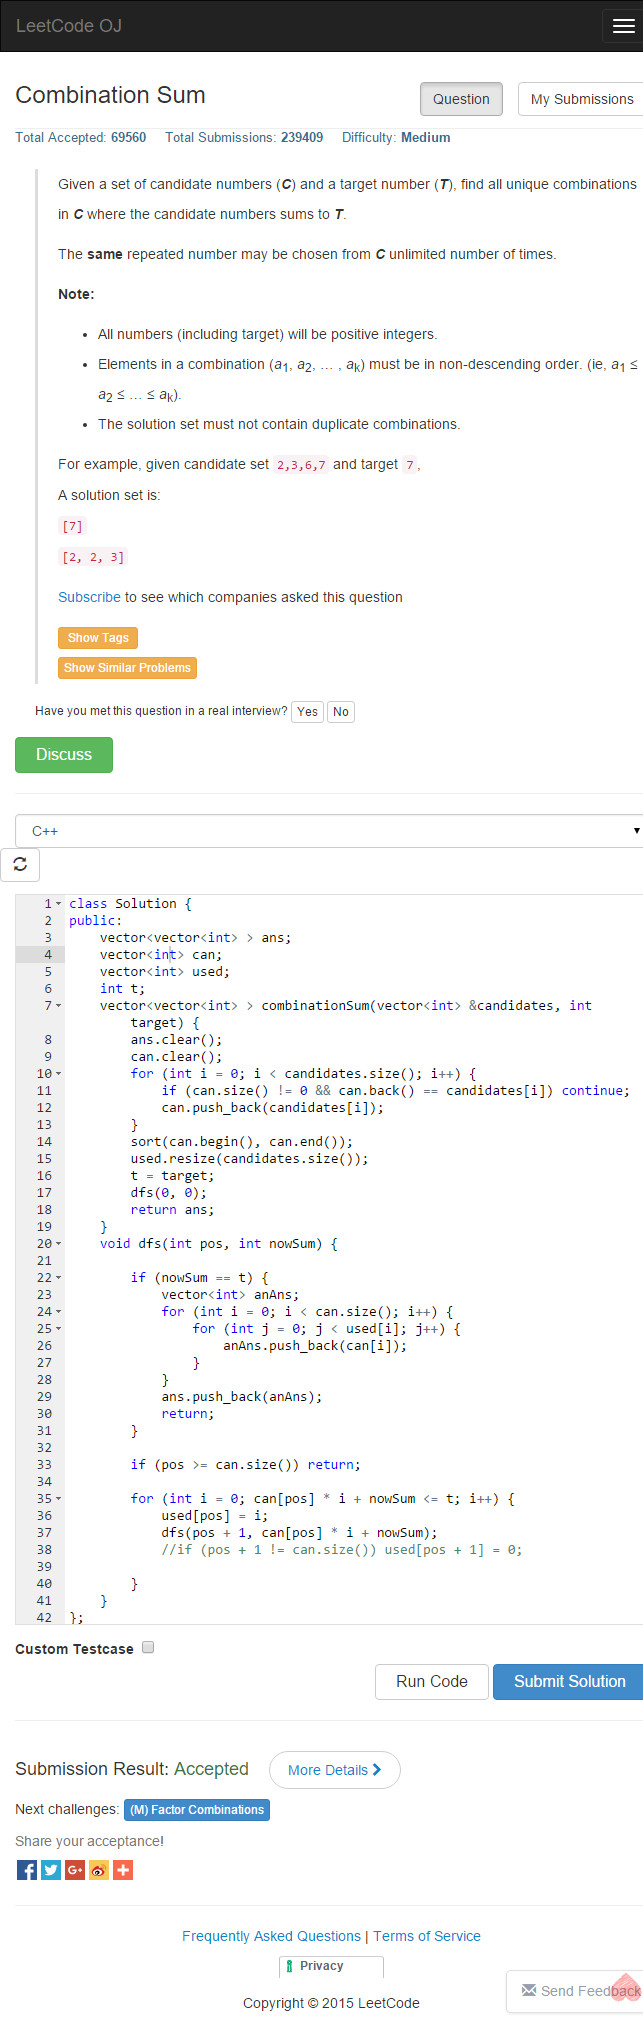 LeetCode OJ
Combination Sum
Question
My Submissions
Total Accepted: 69560 Total Submissions: 239409 Difficulty: Medium
Given a set of candidate numbers (C) and a target number (T), find all unique combinations
in C where the candidate numbers sums to T.
The same repeated number may be chosen from C unlimited number of times.
Note:
• All numbers (including target) will be positive integers.
• Elements in a combination (a1, a2, … , ak) must be in non-descending order. (ie, a1 ≤
a2 ≤ … ≤ ak).
• The solution set must not contain duplicate combinations.
For example, given candidate set 2,3,6,7 and target 7,
A solution set is:
[7]
[2, 2, 3]
Subscribe to see which companies asked this question
Show Tags
Show Similar Problems
Have you met this question in a real interview? Yes No
Discuss
C++
1 class Solution {
2 public:
3     vector<vector<int> > ans;
4     vector<int> can;
5     vector<int> used;
6     int t;
7     vector<vector<int> > combinationSum(vector<int> &candidates, int
        target) {
8         ans.clear();
9         can.clear();
10         for (int i = 0; i < candidates.size(); i++) {
11             if (can.size() != 0 && can.back() == candidates[i]) continue;
12             can.push_back(candidates[i]);
13         }
14         sort(can.begin(), can.end());
15         used.resize(candidates.size());
16         t = target;
17         dfs(0, 0);
18         return ans;
19     }
20     void dfs(int pos, int nowSum) {
21
22         if (nowSum == t) {
23             vector<int> anAns;
24             for (int i = 0; i < can.size(); i++) {
25                 for (int j = 0; j < used[i]; j++) {
26                     anAns.push_back(can[i]);
27                 }
28             }
29             ans.push_back(anAns);
30             return;
31         }
32
33         if (pos >= can.size()) return;
34
35         for (int i = 0; can[pos] * i + nowSum <= t; i++) {
36             used[pos] = i;
37             dfs(pos + 1, can[pos] * i + nowSum);
38             //if (pos + 1 != can.size()) used[pos + 1] = 0;
39
40         }
41     }
42 };
Custom Testcase
Run Code
Submit Solution
Submission Result: Accepted
More Details
Next challenges: (M) Factor Combinations
Share your acceptance!
Frequently Asked Questions | Terms of Service
Privacy
Copyright © 2015 LeetCode
Send Feedback